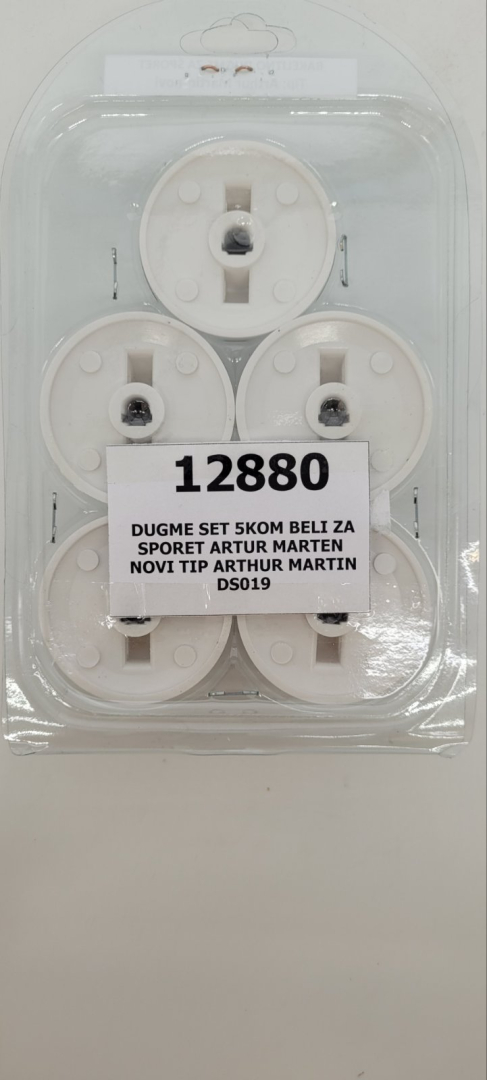 12880
DUGME SET 5KOM BELI ZA
SPORET ARTUR MARTEN
NOVI TIP ARTHUR MARTIN
DS019